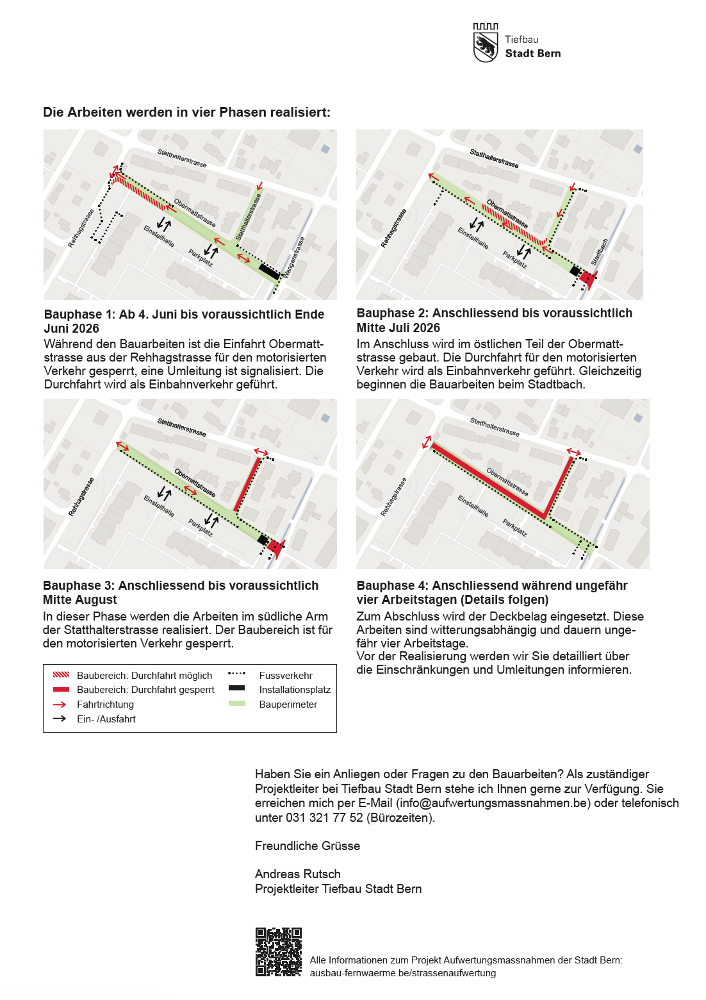 Tiefbau
Stadt Bern
Die Arbeiten werden in vier Phasen realisiert:
Statthalterstrasse
Obermattstrasse
Statthalterstrasse
Rehhagstrasse
Einstellhalle
Parkplatz
Wangenstrasse
Bauphase 1: Ab 4. Juni bis voraussichtlich Ende
Juni 2026
Während den Bauarbeiten ist die Einfahrt Obermatt-
strasse aus der Rehhagstrasse für den motorisierten
Verkehr gesperrt, eine Umleitung ist signalisiert. Die
Durchfahrt wird als Einbahnverkehr geführt.
Statthalterstrasse
Obermattstrasse
Rehhagstrasse
Einstellhalle
Parkplatz
Stadtbach
Bauphase 2: Anschliessend bis voraussichtlich
Mitte Juli 2026
Im Anschluss wird im östlichen Teil der Obermatt-
strasse gebaut. Die Durchfahrt für den motorisierten
Verkehr wird als Einbahnverkehr geführt. Gleichzeitig
beginnen die Bauarbeiten beim Stadtbach.
Statthalterstrasse
Obermattstrasse
Rehhagstrasse
Einstellhalle
Parkplatz
Bauphase 3: Anschliessend bis voraussichtlich
Mitte August
In dieser Phase werden die Arbeiten im südliche Arm
der Statthalterstrasse realisiert. Der Baubereich ist für
den motorisierten Verkehr gesperrt.
Statthalterstrasse
Obermattstrasse
Rehhagstrasse
Einstellhalle
Parkplatz
Bauphase 4: Anschliessend während ungefähr
vier Arbeitstagen (Details folgen)
Zum Abschluss wird der Deckbelag eingesetzt. Diese
Arbeiten sind witterungsabhängig und dauern unge-
fähr vier Arbeitstage.
Vor der Realisierung werden wir Sie detailliert über
die Einschränkungen und Umleitungen informieren.
Baubereich: Durchfahrt möglich
Baubereich: Durchfahrt gesperrt
Fahrtrichtung
Ein- /Ausfahrt
Fussverkehr
Installationsplatz
Bauperimeter
Haben Sie ein Anliegen oder Fragen zu den Bauarbeiten? Als zuständiger
Projektleiter bei Tiefbau Stadt Bern stehe ich Ihnen gerne zur Verfügung. Sie
erreichen mich per E-Mail (info@aufwertungsmassnahmen.be) oder telefonisch
unter 031 321 77 52 (Bürozeiten).
Freundliche Grüsse
Andreas Rutsch
Projektleiter Tiefbau Stadt Bern
Alle Informationen zum Projekt Aufwertungsmassnahmen der Stadt Bern:
ausbau-fernwaerme.be/strassenaufwertung